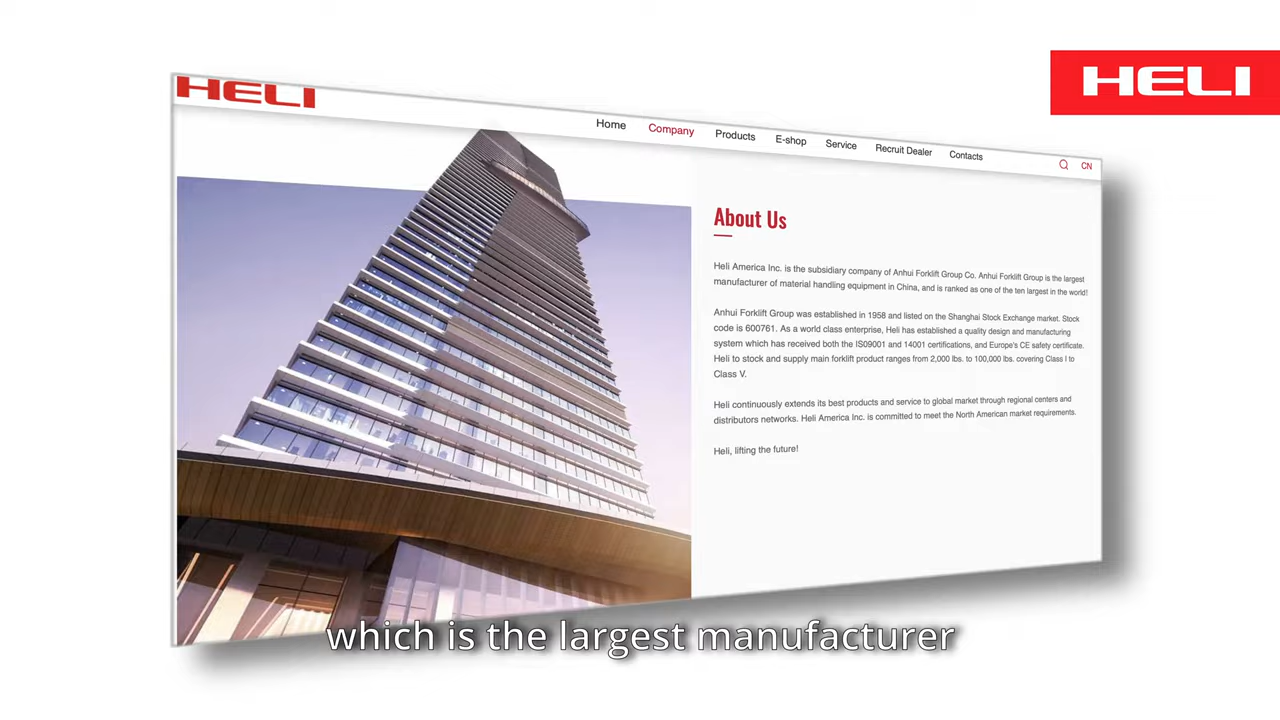 HELI
HELI
Home Company Products E-shop Service Recruit Dealer Contacts CN
About Us
Heli America Inc. is the subsidiary company of Anhui Forklift Group Co. Anhui Forklift Group is the largest
manufacturer of material handling equipment in China, and is ranked as one of the ten largest in the world!
Anhui Forklift Group was established in 1958 and listed on the Shanghai Stock Exchange market. Stock
code is 600761. As a world class enterprise, Heli has established a quality design and manufacturing
system which has received both the IS09001 and 14001 certifications, and Europe's CE safety certificate.
Heli to stock and supply main forklift product ranges from 2,000 lbs. to 100,000 lbs. covering Class I to
Class V.
Heli continuously extends its best products and service to global market through regional centers and
distributors networks. Heli America Inc. is committed to meet the North American market requirements.
Heli, lifting the future!
which is the largest manufacturer